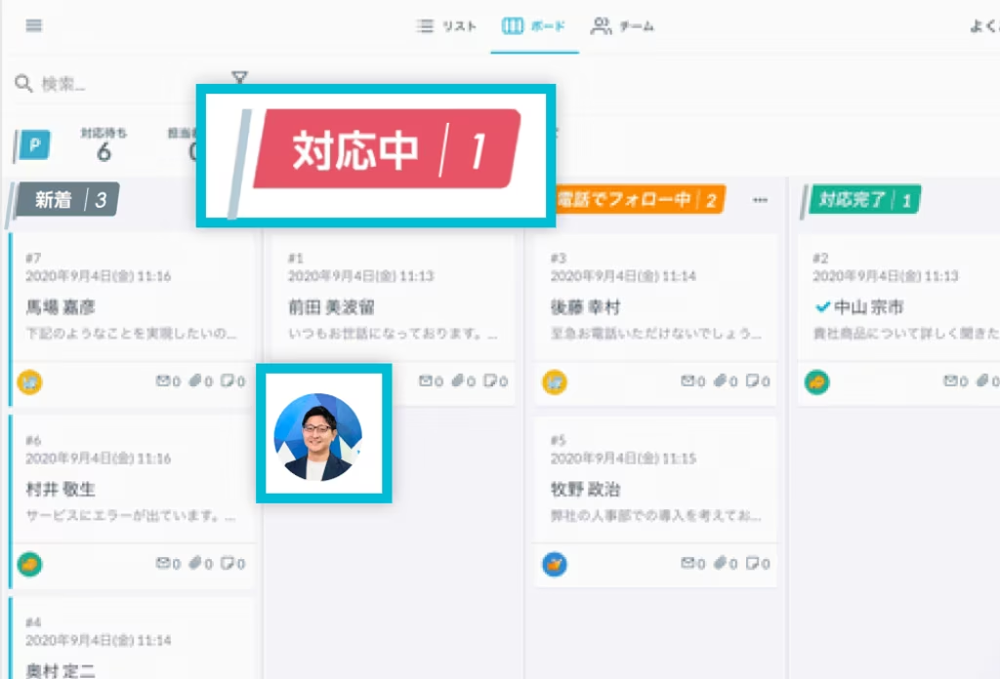 リスト
ボード
チーム
検索...
P
対応待ち
6
対応中 1
新着 3
電話でフォロー中 2
対応完了 1
#7
2020年9月4日(金) 11:16
馬場 嘉彦
下記のようなことを実現したいの...
0 0 0
#6
2020年9月4日(金) 11:16
村井 敬生
サービスにエラーが出ています。...
0 0 0
#4
2020年9月4日(金) 11:14
奥村 定二
#1
2020年9月4日(金) 11:13
前田 美波留
いつもお世話になっております。...
0 0 0
#3
2020年9月4日(金) 11:14
後藤 幸村
至急お電話いただけないでしょう...
0 0 0
#5
2020年9月4日(金) 11:15
牧野 政治
弊社の人事部での導入を考えてお...
0 0 0
#2
2020年9月4日(金) 11:13
中山 宗市
貴社商品について詳しく聞きた
0 0